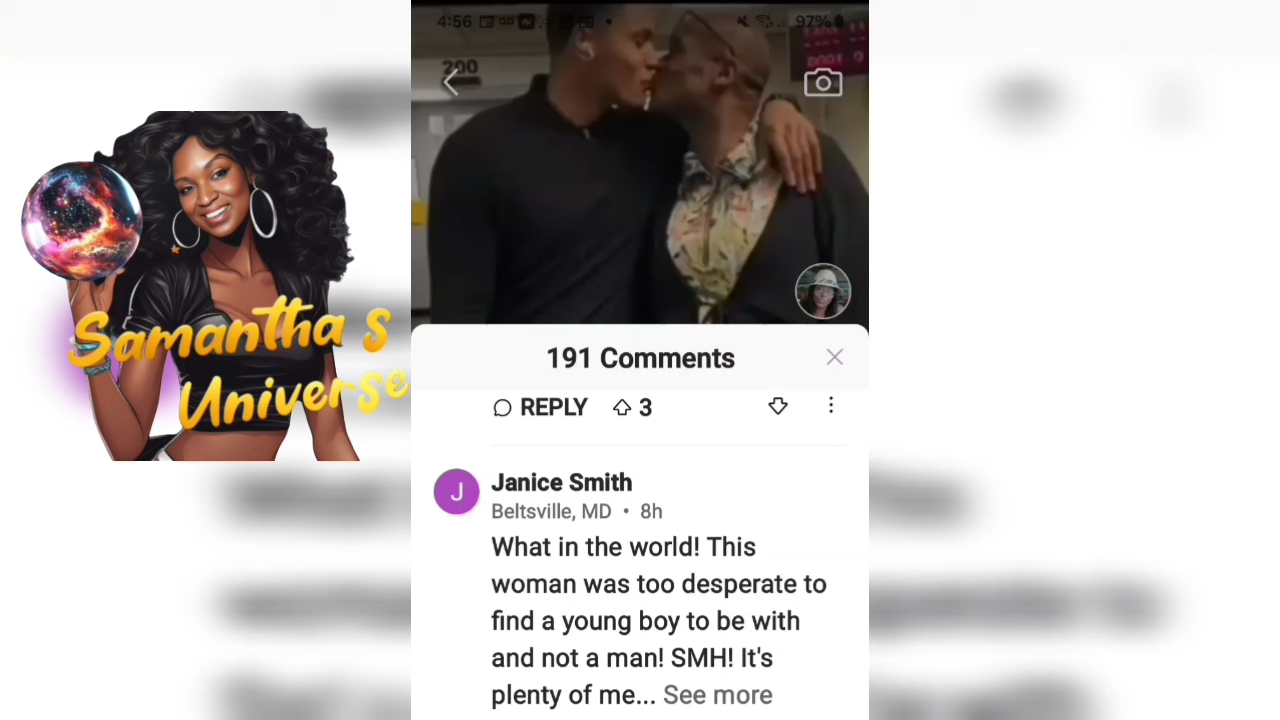 4:56
97%
200
Samantha s
Universe
191 Comments
REPLY
3
J
Janice Smith
Beltsville, MD • 8h
What in the world! This
woman was too desperate to
find a young boy to be with
and not a man! SMH! It's
plenty of me... See more